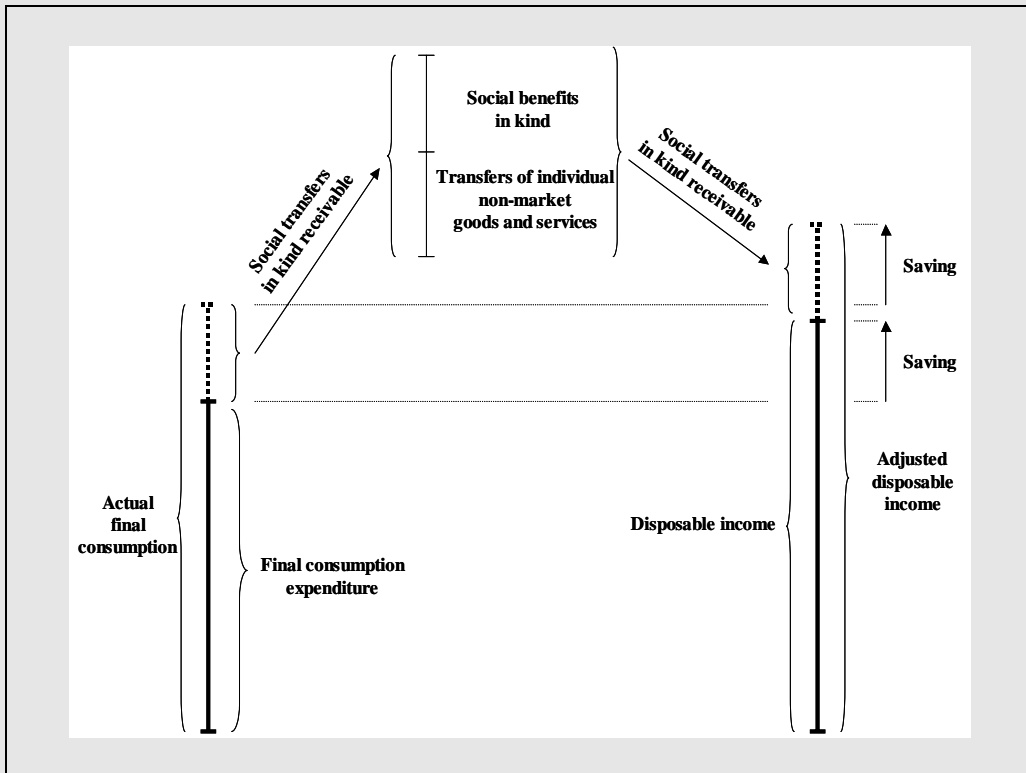 Social benefits
in kind
Transfers of individual
non-market
goods and services
Social transfers
in kind receivable
Social transfers
in kind receivable
Saving
Saving
Actual
final
consumption
Final consumption
expenditure
Disposable income
Adjusted
disposable
income